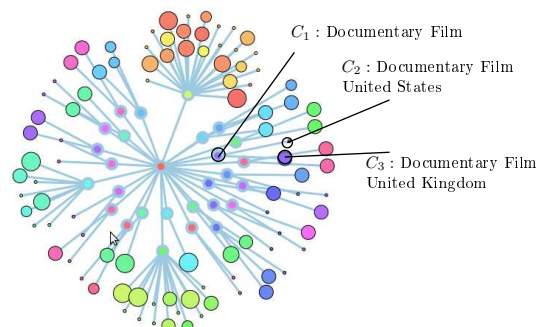 C₁ : Documentary Film
C₂ : Documentary Film
United States
C₃ : Documentary Film
United Kingdom